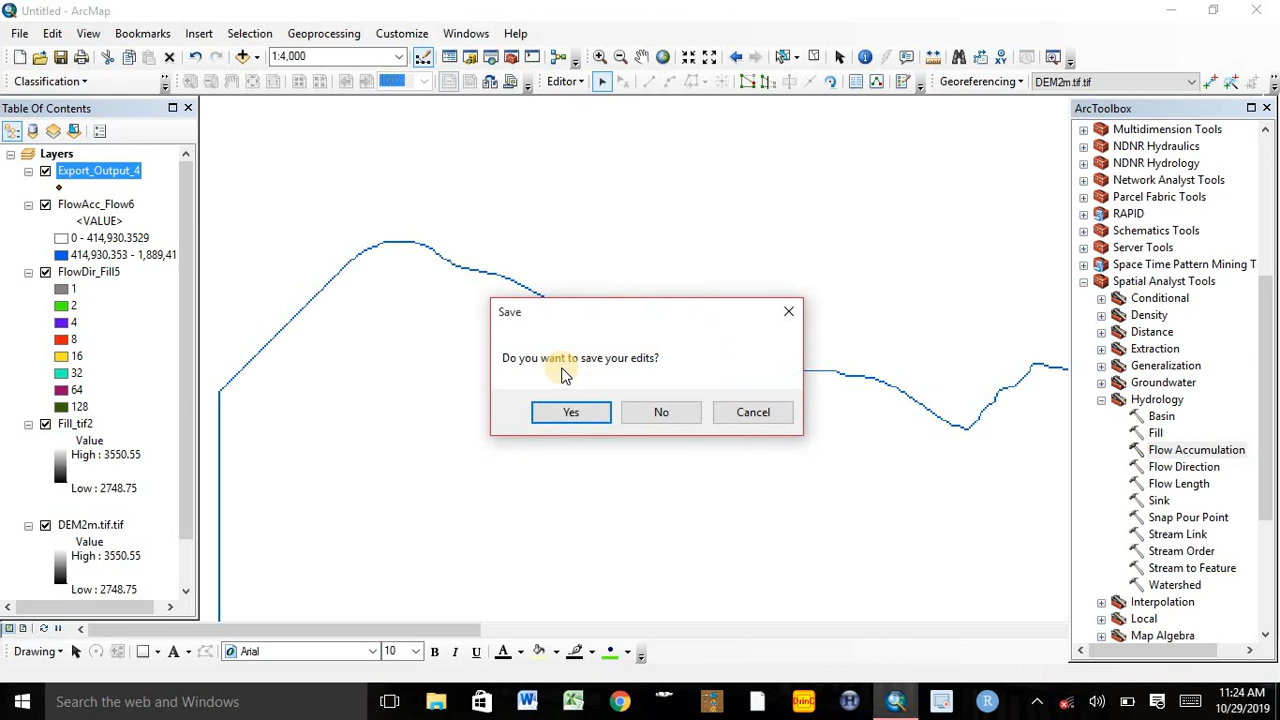 Untitled - ArcMap
File Edit View Bookmarks Insert Selection Geoprocessing Customize Windows Help
1:4,000
Classification Editor Georeferencing DEM2m.tif.tif
Table Of Contents
Layers
Export_Output_4
FlowAcc_Flow6
<VALUE>
0 - 414,930.3529
414,930.353 - 1,889,41
FlowDir_Fill5
1
2
4
8
16
32
64
128
Fill_tif2
Value
High : 3550.55
Low : 2748.75
DEM2m.tif.tif
Value
High : 3550.55
Low : 2748.75
Save
Do you want to save your edits?
Yes No Cancel
ArcToolbox
Multidimension Tools
NDNR Hydraulics
NDNR Hydrology
Network Analyst Tools
Parcel Fabric Tools
RAPID
Schematics Tools
Server Tools
Space Time Pattern Mining T
Spatial Analyst Tools
Conditional
Density
Distance
Extraction
Generalization
Groundwater
Hydrology
Basin
Fill
Flow Accumulation
Flow Direction
Flow Length
Sink
Snap Pour Point
Stream Link
Stream Order
Stream to Feature
Watershed
Interpolation
Local
Map Algebra
Drawing A Arial 10 B I U A
Search the web and Windows
11:24 AM
10/29/2019